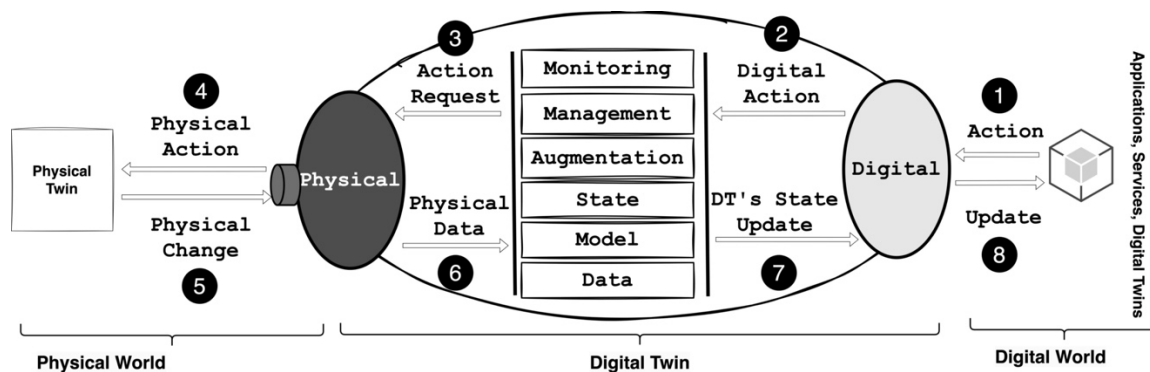 3
Action
Request
2
Digital
Action
Monitoring
Management
Augmentation
State
Model
Data
4
Physical
Action
1
Action
Physical
Twin
Physical
Digital
Physical
Change
5
Physical
Data
6
DT's State
Update
7
Update
8
Applications, Services, Digital Twins
Physical World
Digital Twin
Digital World